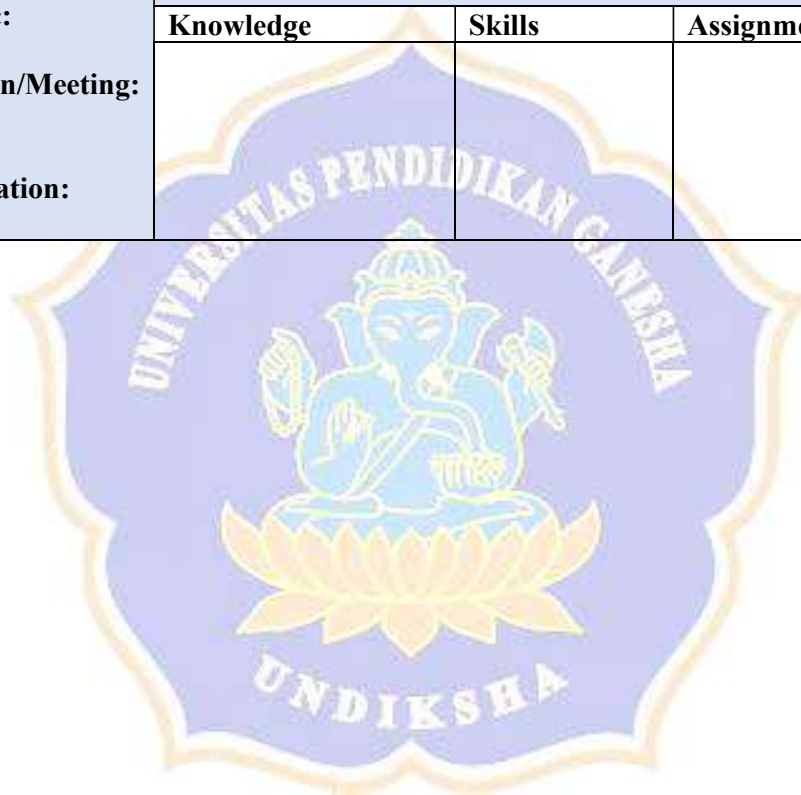 :
Knowledge Skills Assignme
n/Meeting:
ation:
UNIVERSITAS PENDIDIKAN GANESHA
UNDIKSHA